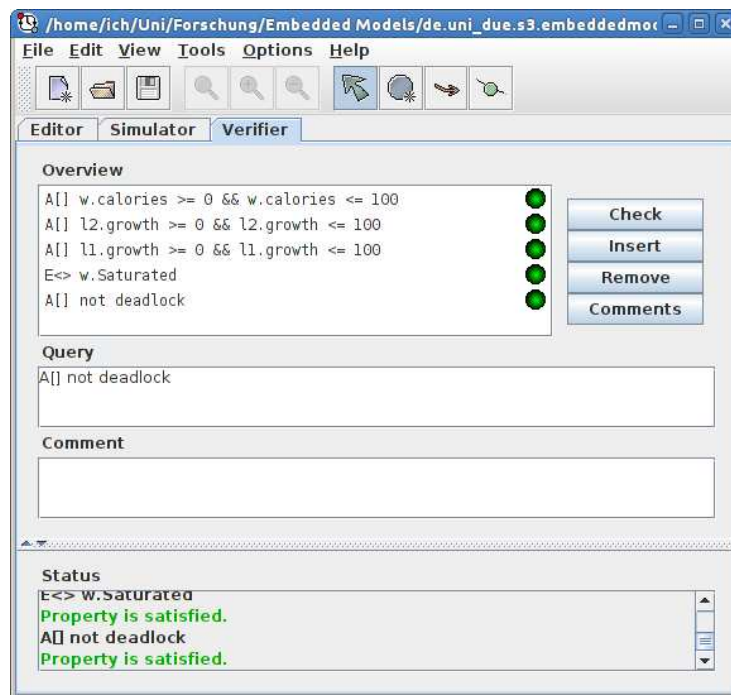 /home/ich/Uni/Forschung/Embedded Models/de.uni_due.s3.embeddedmoc
File Edit View Tools Options Help
Editor Simulator Verifier
Overview
A[] w.calories >= 0 && w.calories <= 100
A[] l2.growth >= 0 && l2.growth <= 100
A[] l1.growth >= 0 && l1.growth <= 100
E<> w.Saturated
A[] not deadlock
Check
Insert
Remove
Comments
Query
A[] not deadlock
Comment
Status
E<> w.Saturated
Property is satisfied.
A[] not deadlock
Property is satisfied.